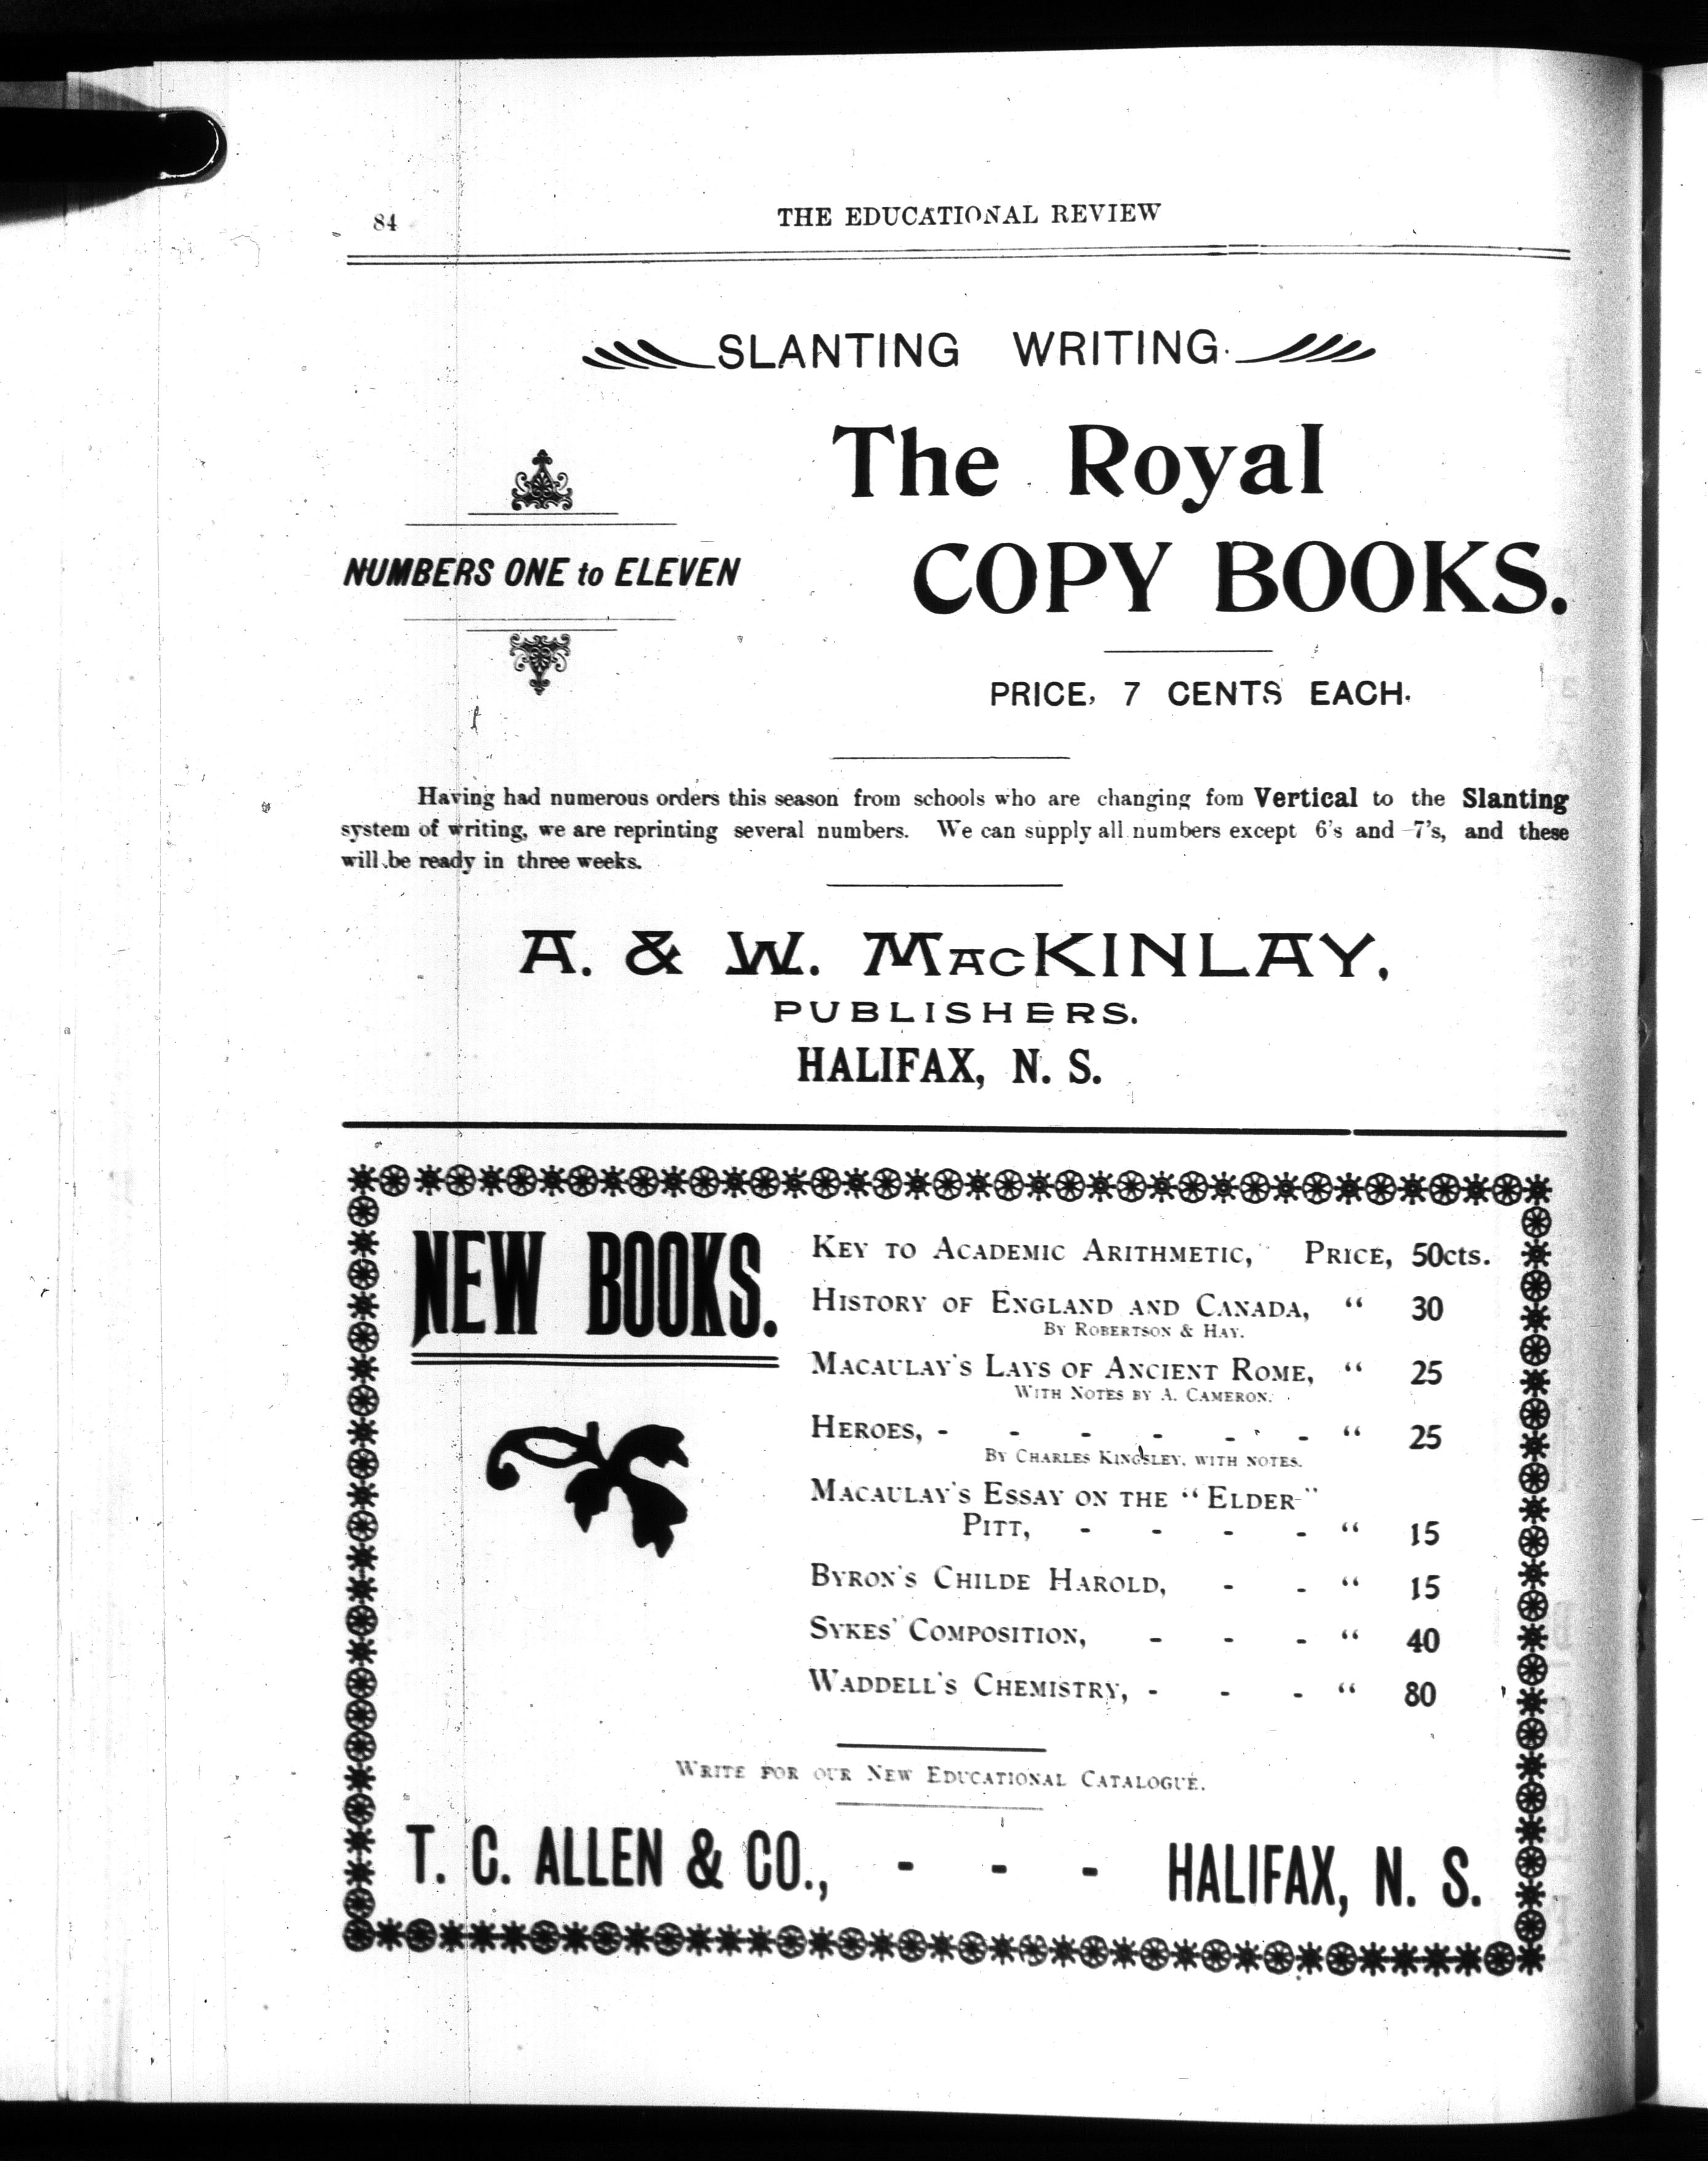 84
THE EDUCATIONAL REVIEW
SLANTING WRITING.
The Royal
COPY BOOKS.
NUMBERS ONE to ELEVEN
PRICE, 7 CENTS EACH.
Having had numerous orders this season from schools who are changing fom Vertical to the Slanting
system of writing, we are reprinting several numbers. We can supply all numbers except 6's and 7's, and these
will be ready in three weeks.
A. & W. MACKINLAY,
PUBLISHERS.
HALIFAX, N. S.
NEW BOOKS.
KEY TO ACADEMIC ARITHMETIC, PRICE, 50cts.
HISTORY OF ENGLAND AND CANADA, " 30
BY ROBERTSON & HAY.
MACAULAY'S LAYS OF ANCIENT ROME, " 25
WITH NOTES BY A. CAMERON.
HEROES, - - - - - - " 25
BY CHARLES KINGSLEY, WITH NOTES.
MACAULAY'S ESSAY ON THE "ELDER"
PITT, - - - - " 15
BYRON'S CHILDE HAROLD, - - " 15
SYKES' COMPOSITION, - - - " 40
WADDELL'S CHEMISTRY, - - - " 80
WRITE FOR OUR NEW EDUCATIONAL CATALOGUE.
T. C. ALLEN & CO., - - - HALIFAX, N. S.